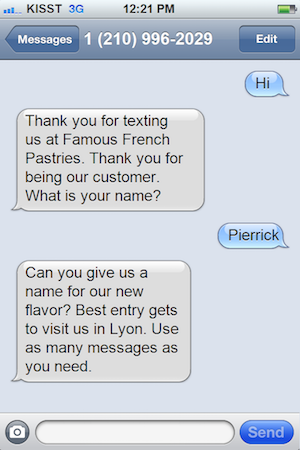 KISST 3G 12:21 PM
Messages 1 (210) 996-2029 Edit
Hi
Thank you for texting
us at Famous French
Pastries. Thank you for
being our customer.
What is your name?
Pierrick
Can you give us a
name for our new
flavor? Best entry gets
to visit us in Lyon. Use
as many messages as
you need.
Send